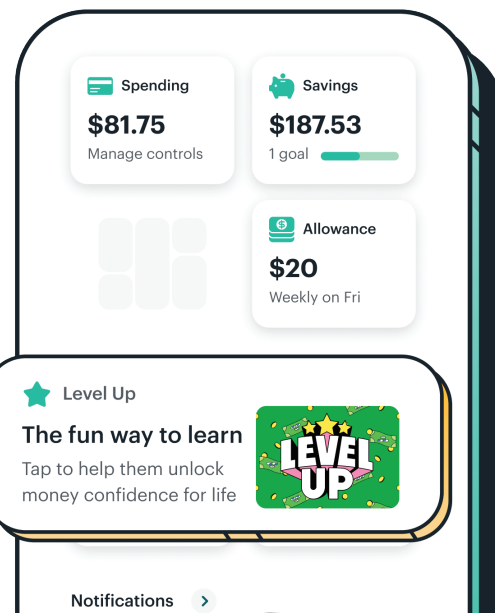 Spending
$81.75
Manage controls
Savings
$187.53
1 goal
Allowance
$20
Weekly on Fri
Level Up
The fun way to learn
Tap to help them unlock
money confidence for life
LEVEL
UP
Notifications